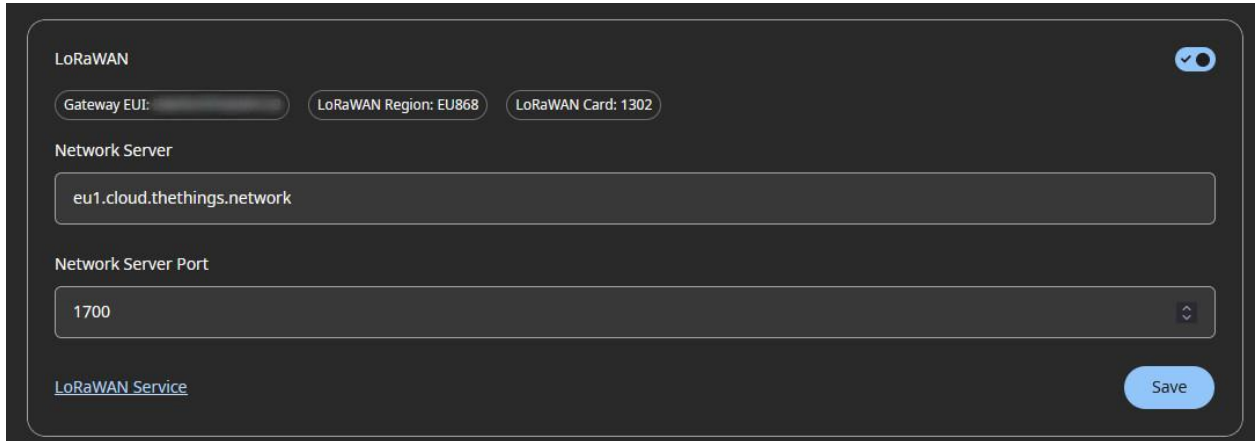 LoRaWAN
Gateway EUI: LoRaWAN Region: EU868 LoRaWAN Card: 1302
Network Server
eu1.cloud.thethings.network
Network Server Port
1700
LoRaWAN Service Save